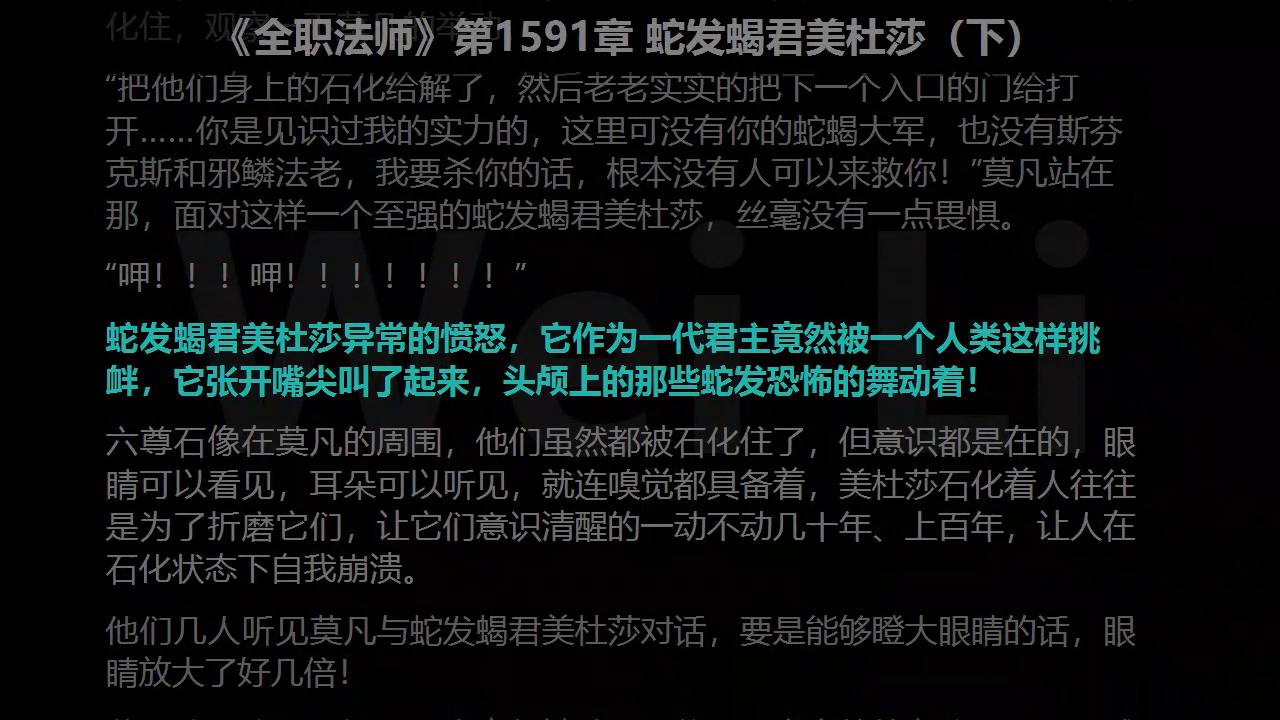 化住，观察一下莫凡的举动。
《全职法师》第1591章 蛇发蝎君美杜莎（下）
“把他们身上的石化给解了，然后老老实实的把下一个入口的门给打
开……你是见识过我的实力的，这里可没有你的蛇蝎大军，也没有斯芬
克斯和邪鳞法老，我要杀你的话，根本没有人可以来救你！”莫凡站在
那，面对这样一个至强的蛇发蝎君美杜莎，丝毫没有一点畏惧。
“呷！！！呷！！！！！！！”
蛇发蝎君美杜莎异常的愤怒，它作为一代君主竟然被一个人类这样挑
衅，它张开嘴尖叫了起来，头颅上的那些蛇发恐怖的舞动着！
六尊石像在莫凡的周围，他们虽然都被石化住了，但意识都是在的，眼
睛可以看见，耳朵可以听见，就连嗅觉都具备着，美杜莎石化着人往往
是为了折磨它们，让它们意识清醒的一动不动几十年、上百年，让人在
石化状态下自我崩溃。
他们几人听见莫凡与蛇发蝎君美杜莎对话，要是能够瞪大眼睛的话，眼
睛放大了好几倍！
Wei Li